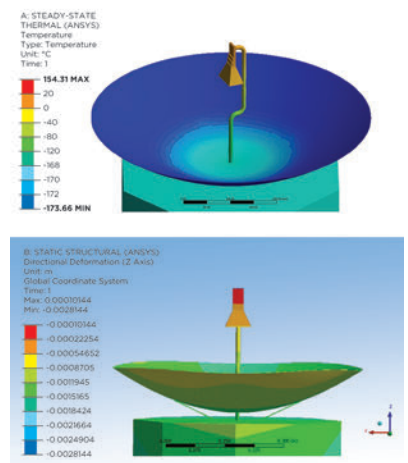 A: STEADY-STATE
THERMAL (ANSYS)
Temperature
Type: Temperature
Unit: °C
Time: 1
154.31 MAX
20
0
-40
-80
-120
-168
-170
-172
-173.66 MIN
B: STATIC STRUCTURAL (ANSYS)
Directional Deformation (Z Axis)
Unit: m
Global Coordinate System
Time: 1
Max: 0.00010144
Min: -0.0028144
-0.00010144
-0.00022254
-0.00054652
-0.0008705
-0.0011945
-0.0015165
-0.0018424
-0.0021664
-0.0024904
-0.0028144